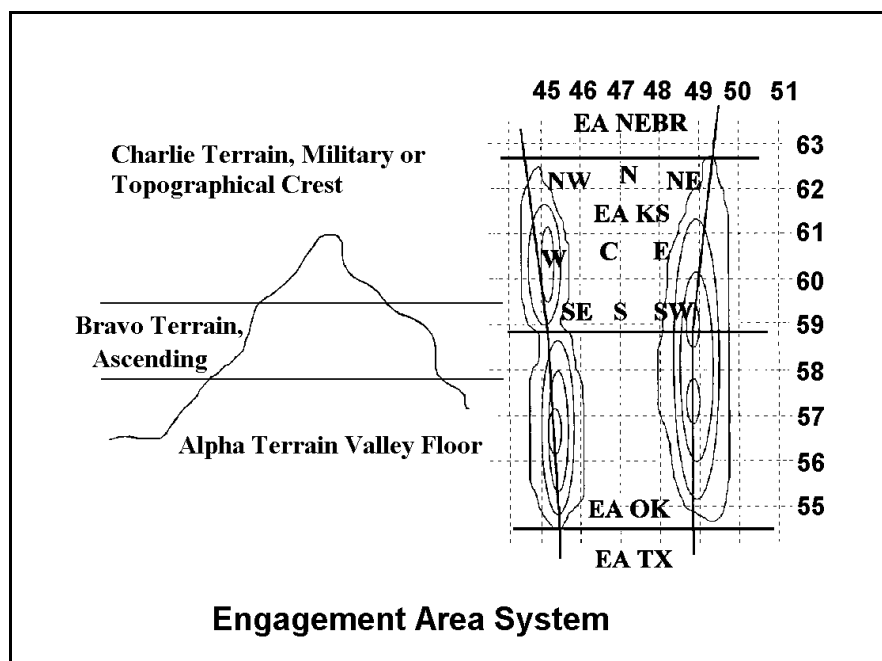 45 46 47 48 49 50 51
EA NEBR
63
Charlie Terrain, Military or
Topographical Crest
NW N NE
62
EA KS
61
W C E
60
Bravo Terrain,
Ascending
SE S SW
59
58
57
Alpha Terrain Valley Floor
56
EA OK
55
EA TX
Engagement Area System